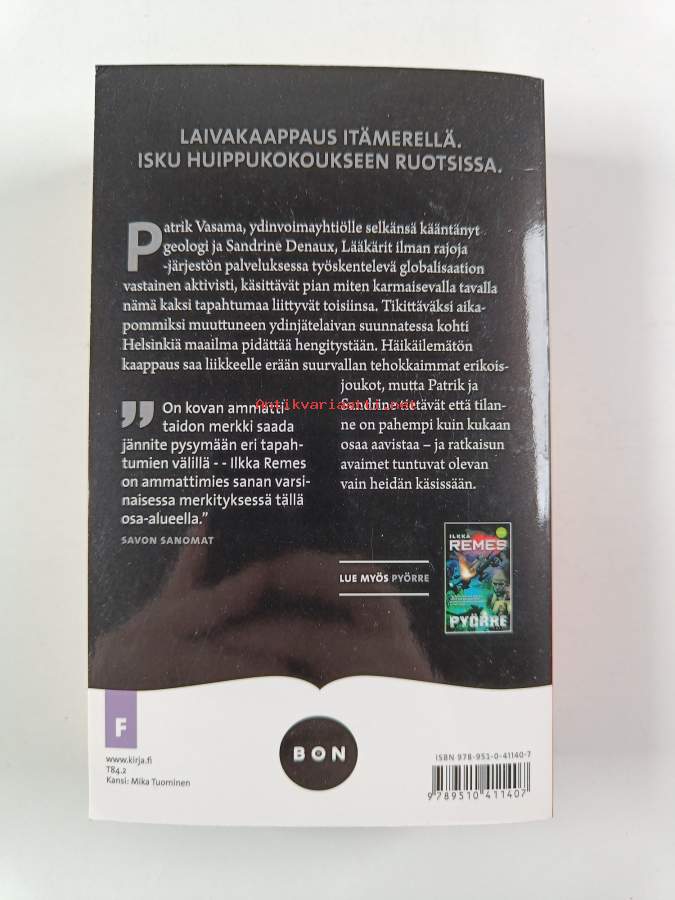 LAIVAKAAPPAUS ITÄMERELLÄ.
ISKU HUIPPUKOKOUKSEEN RUOTSISSA.
Patrik Vasama, ydinvoimayhtiölle selkänsä kääntänyt
geologi ja Sandrine Denaux, Lääkärit ilman rajoja
-järjestön palveluksessa työskentelevä globalisaation
vastainen aktivisti, käsittävät pian miten karmaisevalla tavalla
nämä kaksi tapahtumaa liittyvät toisiinsa. Tikittäväksi aika-
pommiksi muuttuneen ydinjätelaivan suunnatessa kohti
Helsinkiä maailma pidättää hengitystään. Häikäilemätön
kaappaus saa liikkeelle erään suurvallan tehokkaimmat erikois-
joukot, mutta Patrik ja
Sandrine tietävät että tilan-
ne on pahempi kuin kukaan
osaa aavistaa – ja ratkaisun
avaimet tuntuvat olevan
vain heidän käsissään.
" On kovan ammatti-
taidon merkki saada
jännite pysymään eri tapah-
tumien välillä - - Ilkka Remes
on ammattimies sanan varsi-
naisessa merkityksessä tällä
osa-alueella."
SAVON SANOMAT
Antikvariaatti.net
LUE MYÖS PYÖRRE
ILKKA
REMES
PYÖRRE
F
www.kirja.fi
T84.2
Kansi: Mika Tuominen
BON
ISBN 978-951-0-41140-7
9789510411407